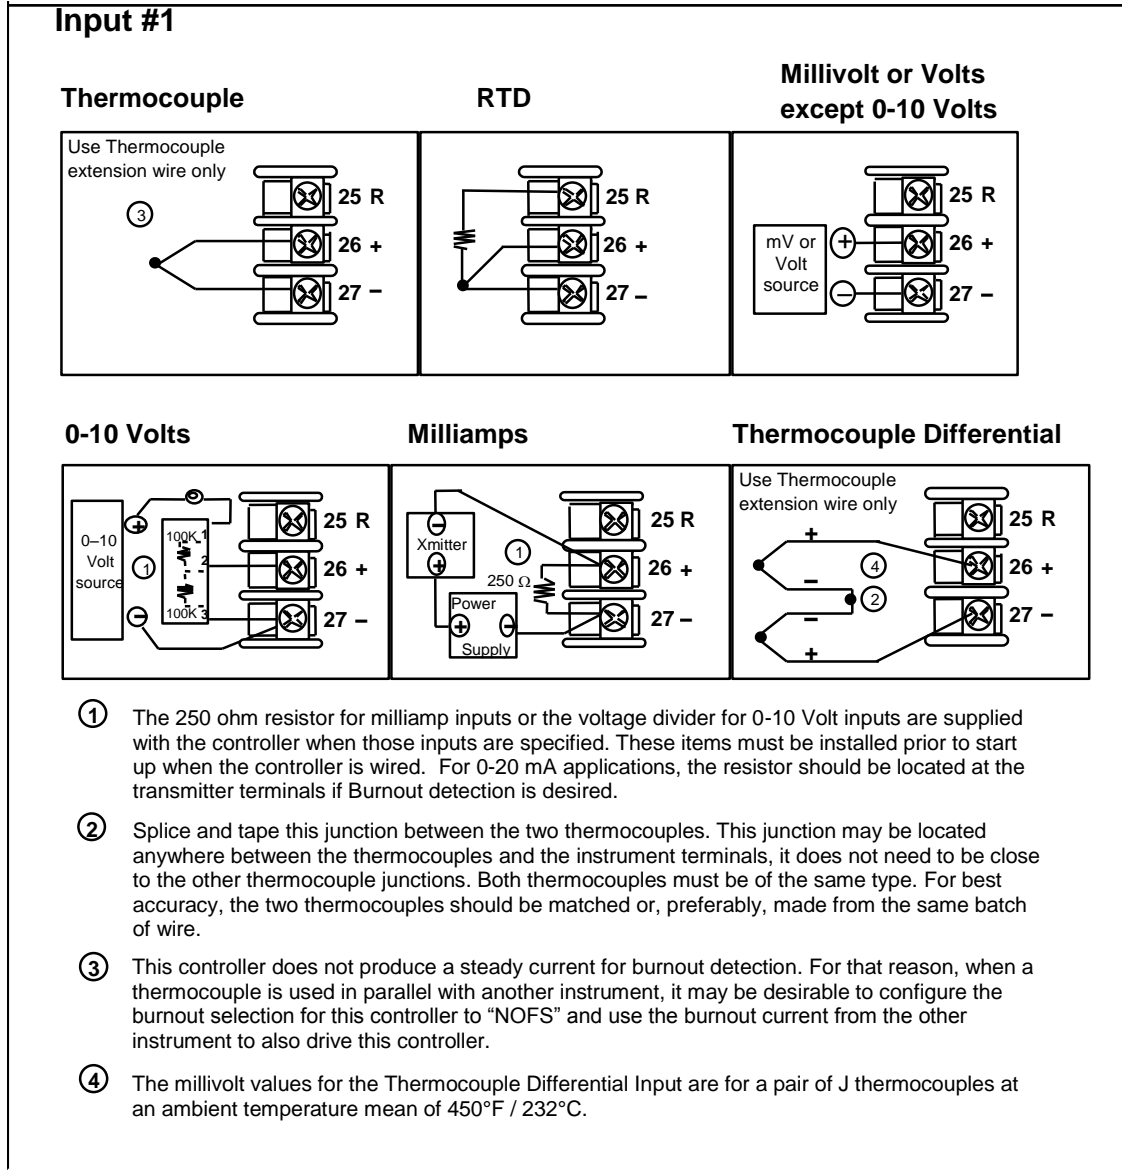 Input #1
Thermocouple
RTD
Millivolt or Volts
except 0-10 Volts
Use Thermocouple
extension wire only
3
25 R
26 +
27 –
25 R
26 +
27 –
mV or
Volt
source
+
–
25 R
26 +
27 –
0-10 Volts
Milliamps
Thermocouple Differential
0–10
Volt
source
+
–
1
100K
1
2
100K
3
25 R
26 +
27 –
–
Xmitter
+
1
250 Ω
Power
+ –
Supply
25 R
26 +
27 –
Use Thermocouple
extension wire only
+
–
–
+
4
2
25 R
26 +
27 –
1 The 250 ohm resistor for milliamp inputs or the voltage divider for 0-10 Volt inputs are supplied
with the controller when those inputs are specified. These items must be installed prior to start
up when the controller is wired.  For 0-20 mA applications, the resistor should be located at the
transmitter terminals if Burnout detection is desired.
2 Splice and tape this junction between the two thermocouples. This junction may be located
anywhere between the thermocouples and the instrument terminals, it does not need to be close
to the other thermocouple junctions. Both thermocouples must be of the same type. For best
accuracy, the two thermocouples should be matched or, preferably, made from the same batch
of wire.
3 This controller does not produce a steady current for burnout detection. For that reason, when a
thermocouple is used in parallel with another instrument, it may be desirable to configure the
burnout selection for this controller to “NOFS” and use the burnout current from the other
instrument to also drive this controller.
4 The millivolt values for the Thermocouple Differential Input are for a pair of J thermocouples at
an ambient temperature mean of 450°F / 232°C.